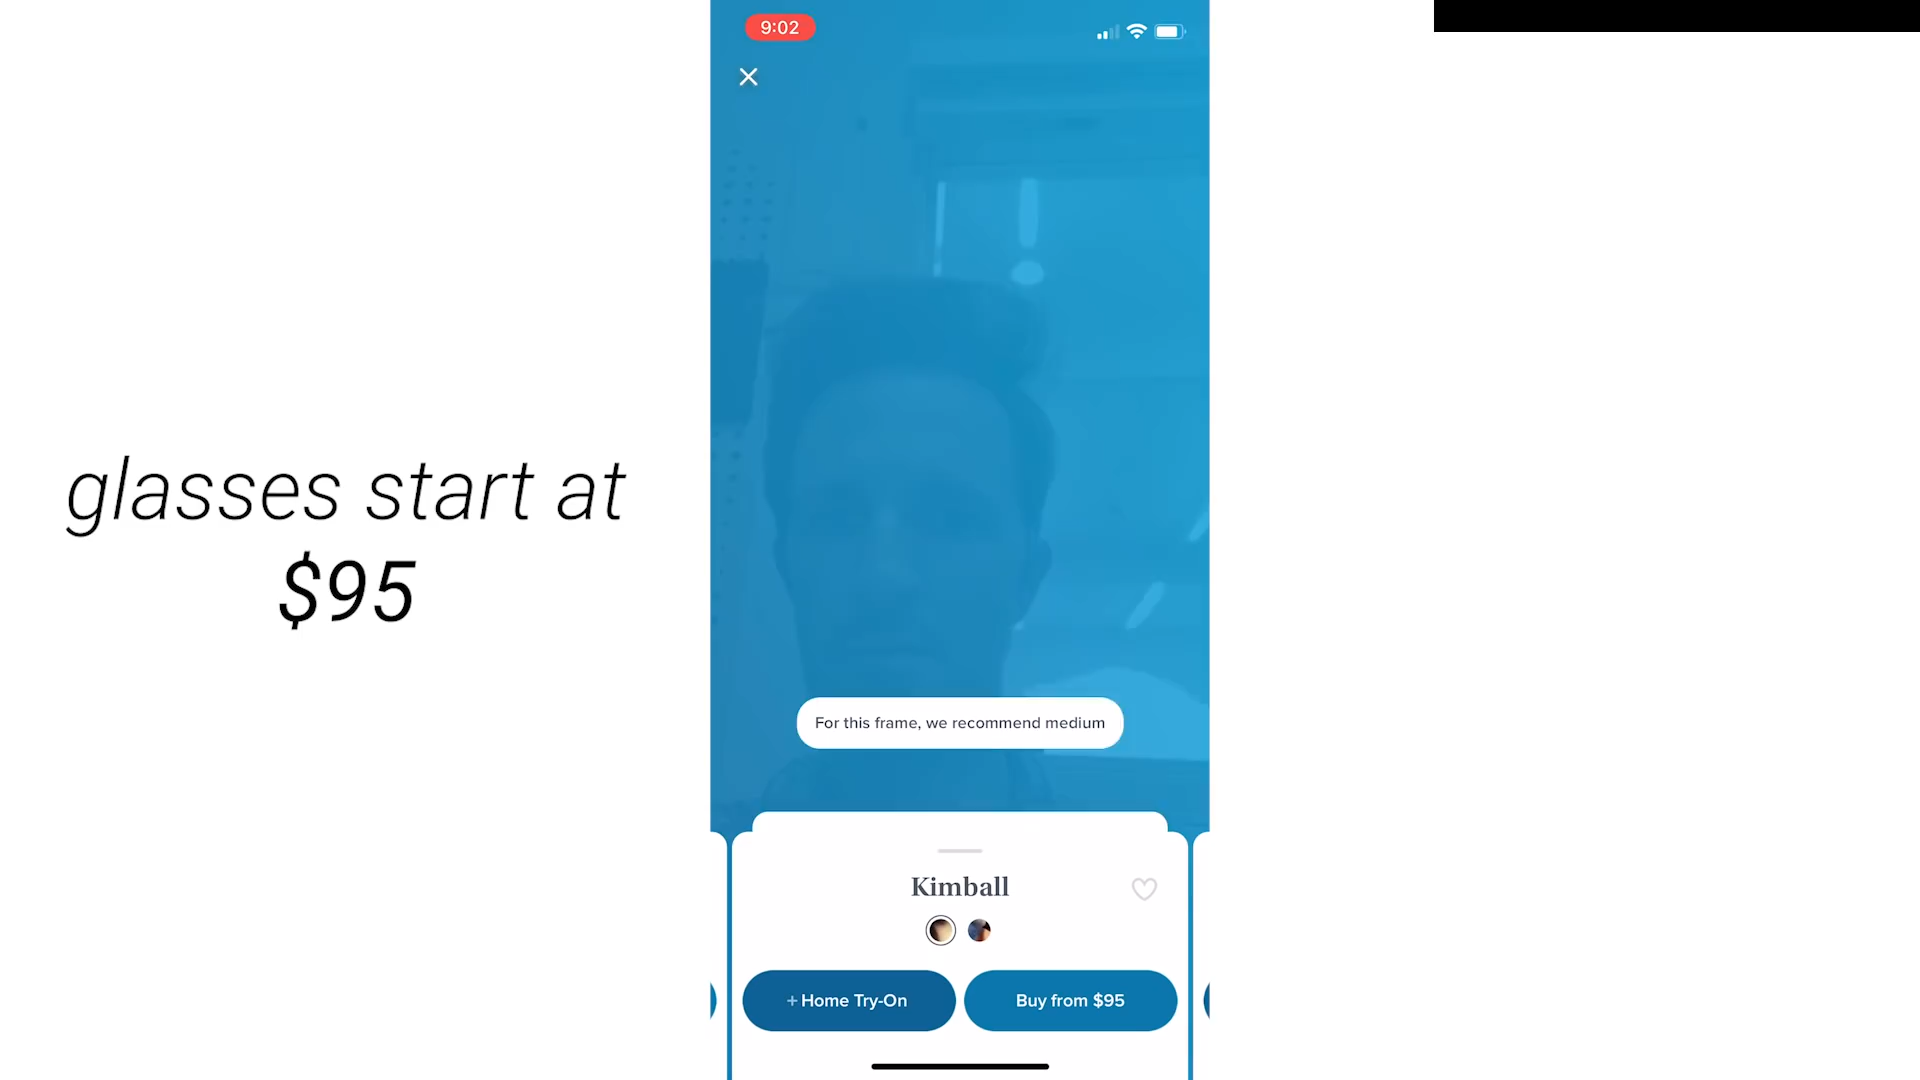 9:02
glasses start at
$95
For this frame, we recommend medium
Kimball
+ Home Try-On
Buy from $95